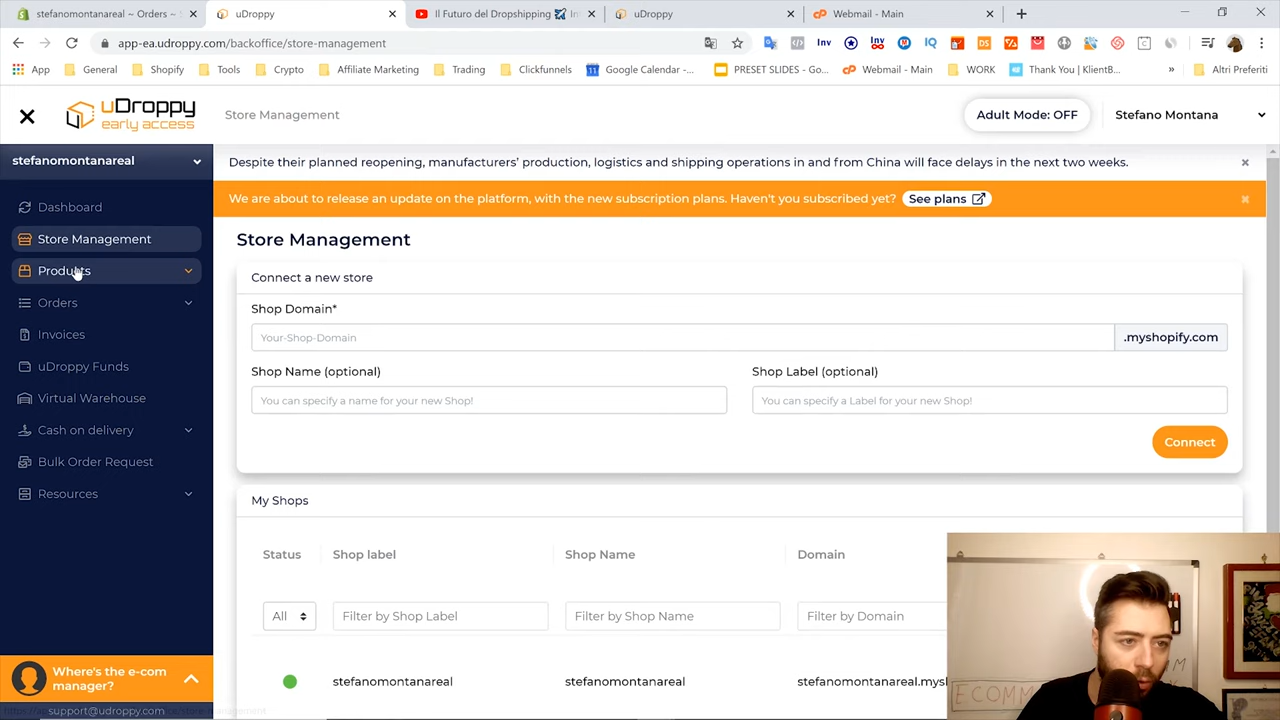 stefanomontanareal ~ Orders ~
uDroppy
Il Futuro del Dropshipping
uDroppy
Webmail - Main
app-ea.udroppy.com/backoffice/store-management
App
General
Shopify
Tools
Crypto
Affiliate Marketing
Trading
Clickfunnels
Google Calendar -...
PRESET SLIDES - Go...
Webmail - Main
WORK
Thank You | KlientB...
»
Altri Preferiti
uDroppy
early access
Store Management
Adult Mode: OFF
Stefano Montana
stefanomontanareal
Despite their planned reopening, manufacturers' production, logistics and shipping operations in and from China will face delays in the next two weeks.
We are about to release an update on the platform, with the new subscription plans. Haven't you subscribed yet? See plans
Dashboard
Store Management
Products
Orders
Invoices
uDroppy Funds
Virtual Warehouse
Cash on delivery
Bulk Order Request
Resources
Store Management
Connect a new store
Shop Domain*
Your-Shop-Domain
.myshopify.com
Shop Name (optional)
Shop Label (optional)
You can specify a name for your new Shop!
You can specify a Label for your new Shop!
Connect
My Shops
Status
Shop label
Shop Name
Domain
All
Filter by Shop Label
Filter by Shop Name
Filter by Domain
stefanomontanareal
stefanomontanareal
stefanomontanareal.mysl
Where's the e-com
manager?
support@udroppy.com